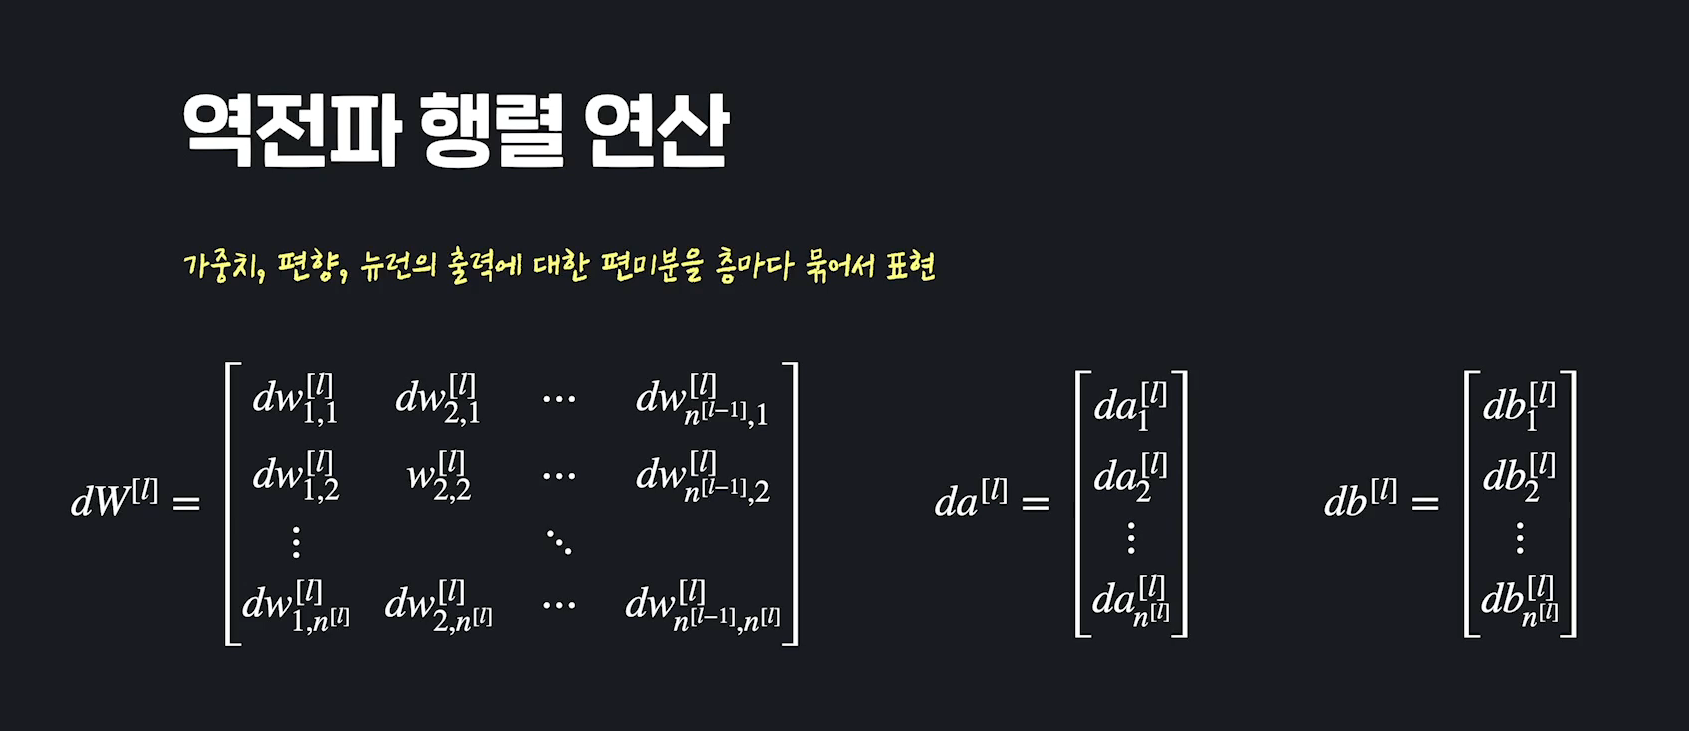 역전파 행렬 연산
가중치, 편향, 뉴런의 출력에 대한 편미분을 층마다 묶어서 표현
dW^{[l]} = \begin{bmatrix} dw_{1,1}^{[l]} & dw_{2,1}^{[l]} & \cdots & dw_{n^{[l-1]},1}^{[l]} \\ dw_{1,2}^{[l]} & w_{2,2}^{[l]} & \cdots & dw_{n^{[l-1]},2}^{[l]} \\ \vdots & & \ddots & \\ dw_{1,n^{[l]}}^{[l]} & dw_{2,n^{[l]}}^{[l]} & \cdots & dw_{n^{[l-1]},n^{[l]}}^{[l]} \end{bmatrix}
da^{[l]} = \begin{bmatrix} da_1^{[l]} \\ da_2^{[l]} \\ \vdots \\ da_{n^{[l]}}^{[l]} \end{bmatrix}
db^{[l]} = \begin{bmatrix} db_1^{[l]} \\ db_2^{[l]} \\ \vdots \\ db_{n^{[l]}}^{[l]} \end{bmatrix}